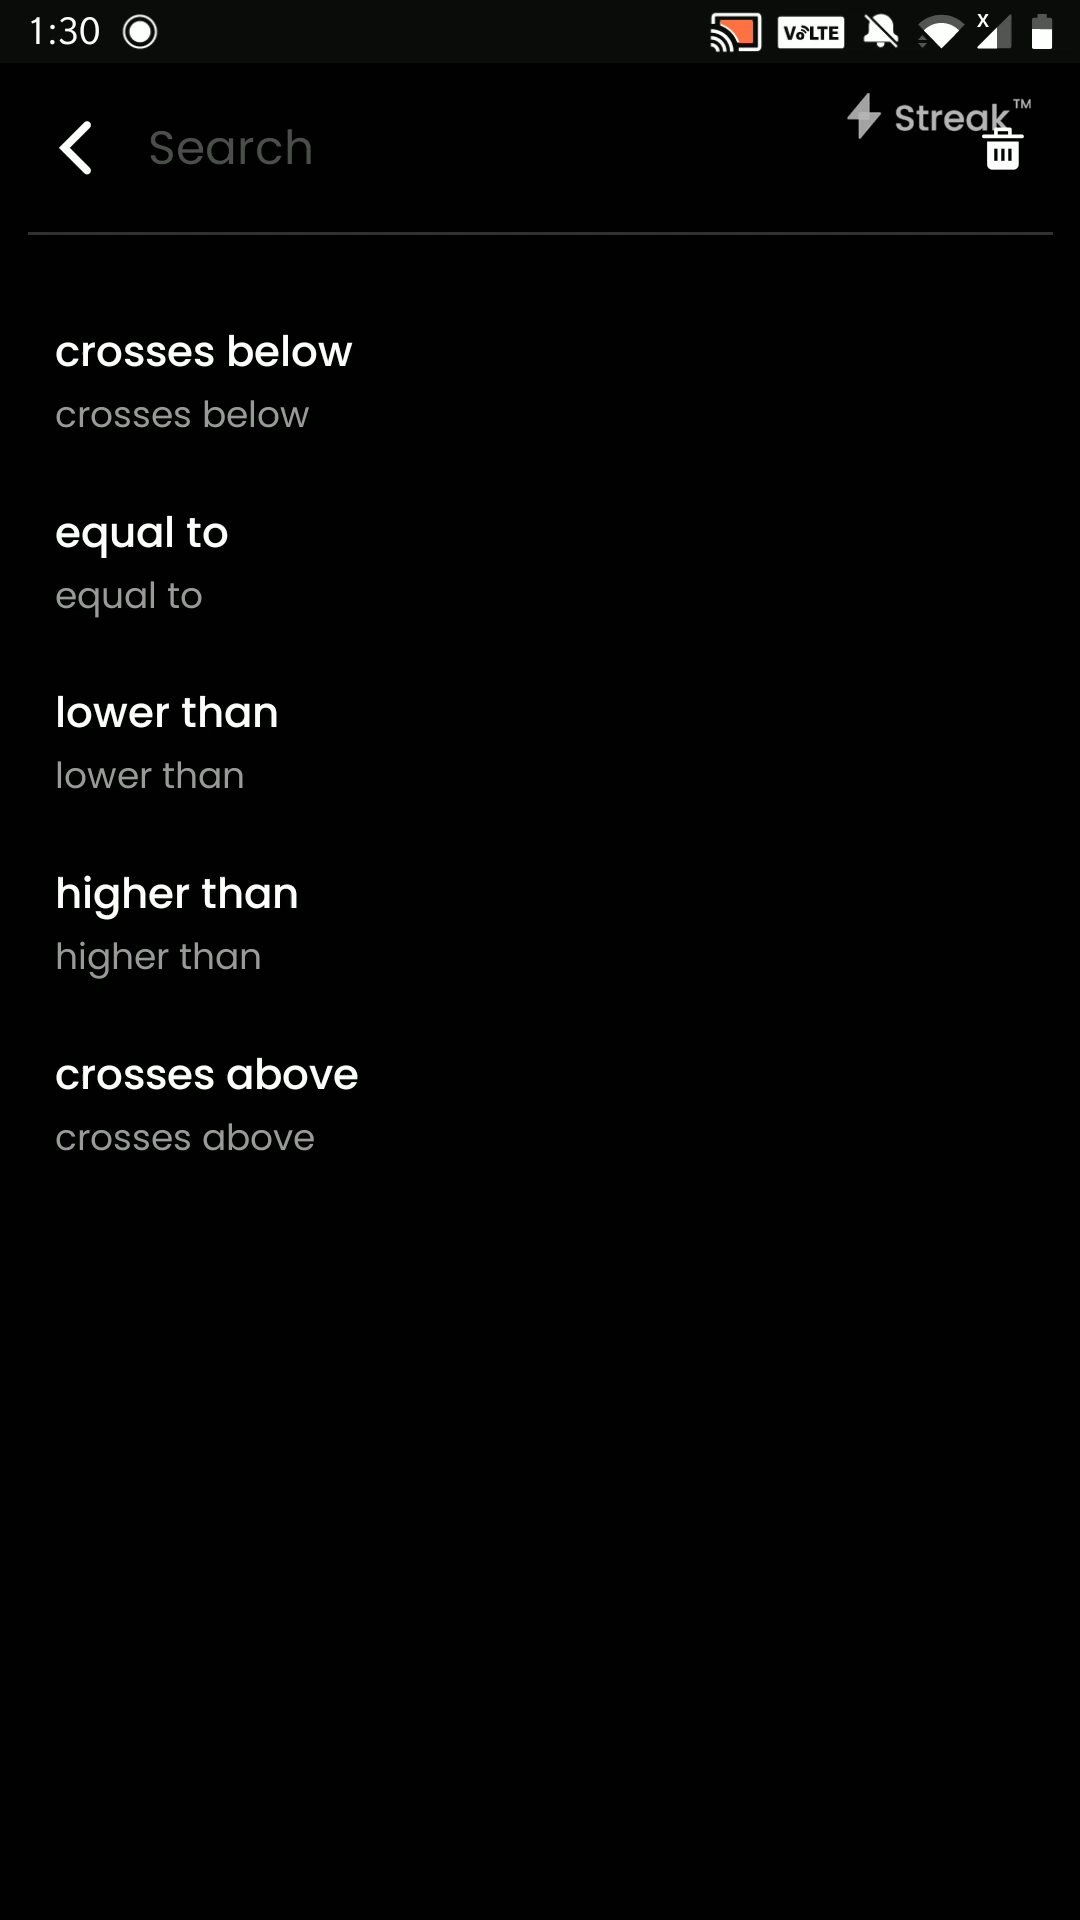 1:30
VoLTE
X
Streak™
Search
crosses below
crosses below
equal to
equal to
lower than
lower than
higher than
higher than
crosses above
crosses above